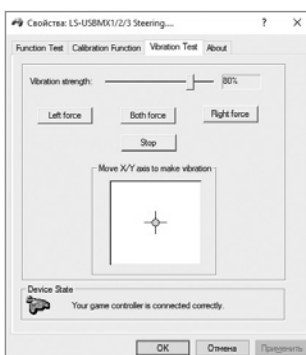 Свойства: LS-USBMX1/2/3 Steering....
Function Test Calibration Function Vibration Test About
Vibration strength: 80%
Left force Both force Right force
Stop
Move X/Y axis to make vibration
Device State
Your game controller is connected correctly.
OK Отмена Применить